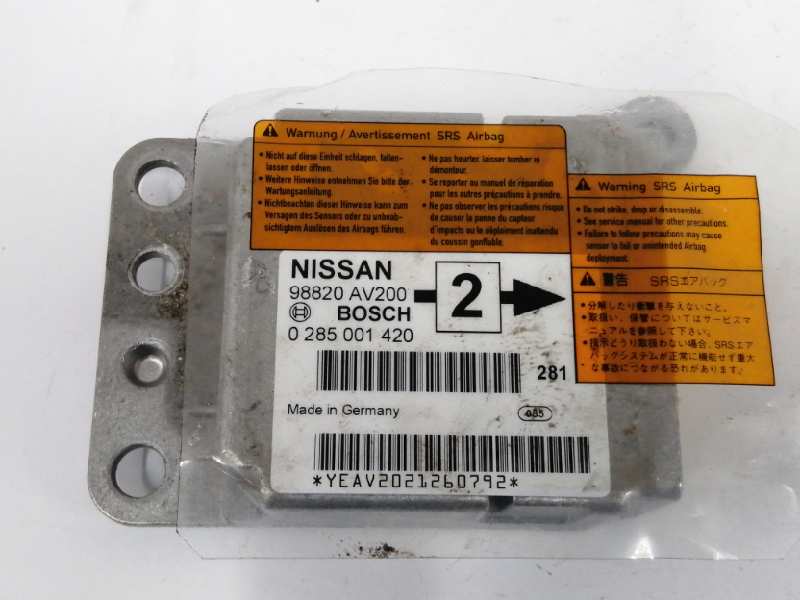 Warnung / Avertissement SRS Airbag
• Nicht auf diese Einheit schlagen, fallen-
lassen oder öffnen.
• Weitere Hinweise entnehmen Sie bitte der
Wartungsanleitung.
• Nichtbeachten dieser Hinweise kann zum
Versagen des Sensors oder zu unbeab-
sichtigtem Auslösen des Airbags führen.
• Ne pas heurter, laisser tomber ni
démonter.
• Se reporter au manuel de réparation
pour les autres précautions à prendre.
• Ne pas observer les précautions risque
de causer la panne du capteur
d'impacts ou le déploiement inattendu
du coussin gonflable.
Warning SRS Airbag
• Do not strike, drop or disassemble.
• See service manual for other precautions.
• Failure to follow precautions may cause
sensor to fail or unintended Airbag
deployment.
警告 SRSエアバック
• 分解したり衝撃を与えないこと。
• 取扱い、保管についてはサービスマ
ニュアルを参照して下さい。
• 指示どうり取扱わない場合、SRSエア
バックシステムが正常に機能せず重大
な事故につながる恐れがあります。
NISSAN
98820 AV200
BOSCH
0 285 001 420
2
281
Made in Germany
*YEAV2021260792*